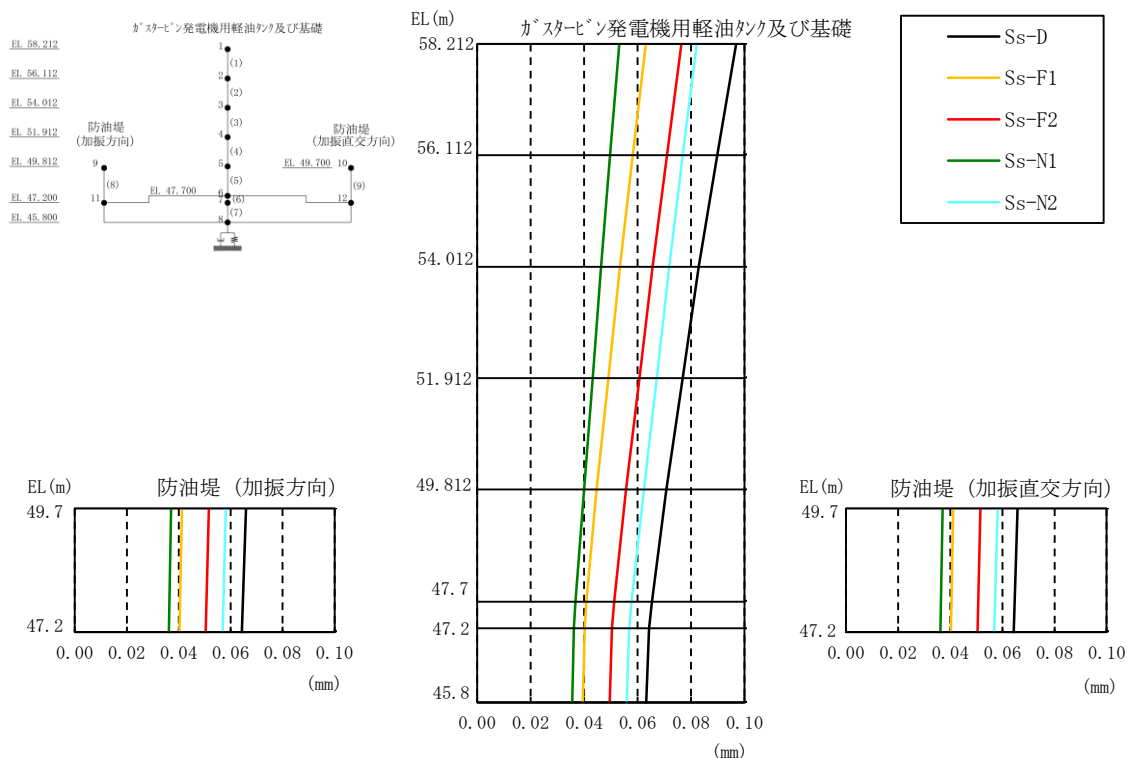 ｶﾞｽﾀｰﾋﾞﾝ発電機用軽油ﾀﾝｸ及び基礎
EL 58.212
EL 56.112
EL 54.012
EL 51.912
EL 49.812
EL 47.200
EL 45.800
1
(1)
2
(2)
3
(3)
4
(4)
5
(5)
6
(6)
7
(7)
8
防油堤
(加振方向)
9
(8)
11
EL 47.700
防油堤
(加振直交方向)
EL 49.700
10
(9)
12
EL(m)
ｶﾞｽﾀｰﾋﾞﾝ発電機用軽油ﾀﾝｸ及び基礎
58.212
56.112
54.012
51.912
49.812
47.7
47.2
45.8
0.00 0.02 0.04 0.06 0.08 0.10
(mm)
Ss-D
Ss-F1
Ss-F2
Ss-N1
Ss-N2
EL(m)
防油堤 (加振方向)
49.7
47.2
0.00 0.02 0.04 0.06 0.08 0.10
(mm)
EL(m)
防油堤 (加振直交方向)
49.7
47.2
0.00 0.02 0.04 0.06 0.08 0.10
(mm)